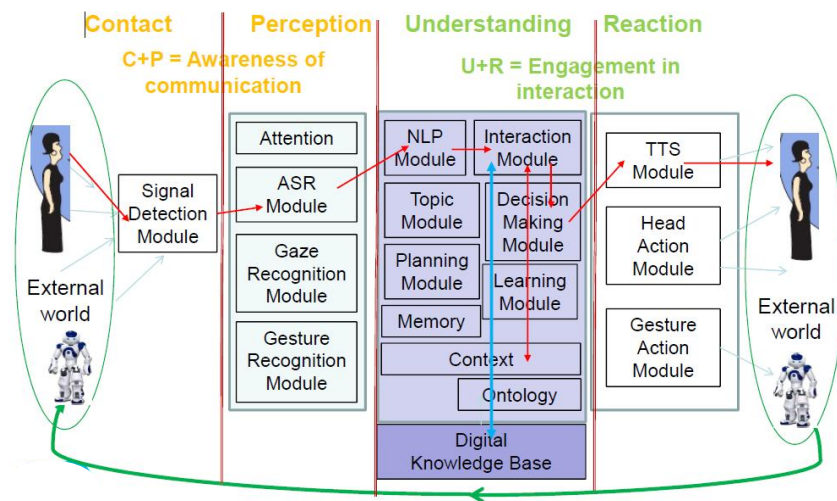 Contact
Perception
Understanding
Reaction
C+P = Awareness of
communication
U+R = Engagement in
interaction
External
world
Signal
Detection
Module
Attention
ASR
Module
Gaze
Recognition
Module
Gesture
Recognition
Module
NLP
Module
Interaction
Module
Topic
Module
Decision
Making
Module
Planning
Module
Learning
Module
Memory
Context
Ontology
Digital
Knowledge Base
TTS
Module
Head
Action
Module
Gesture
Action
Module
External
world